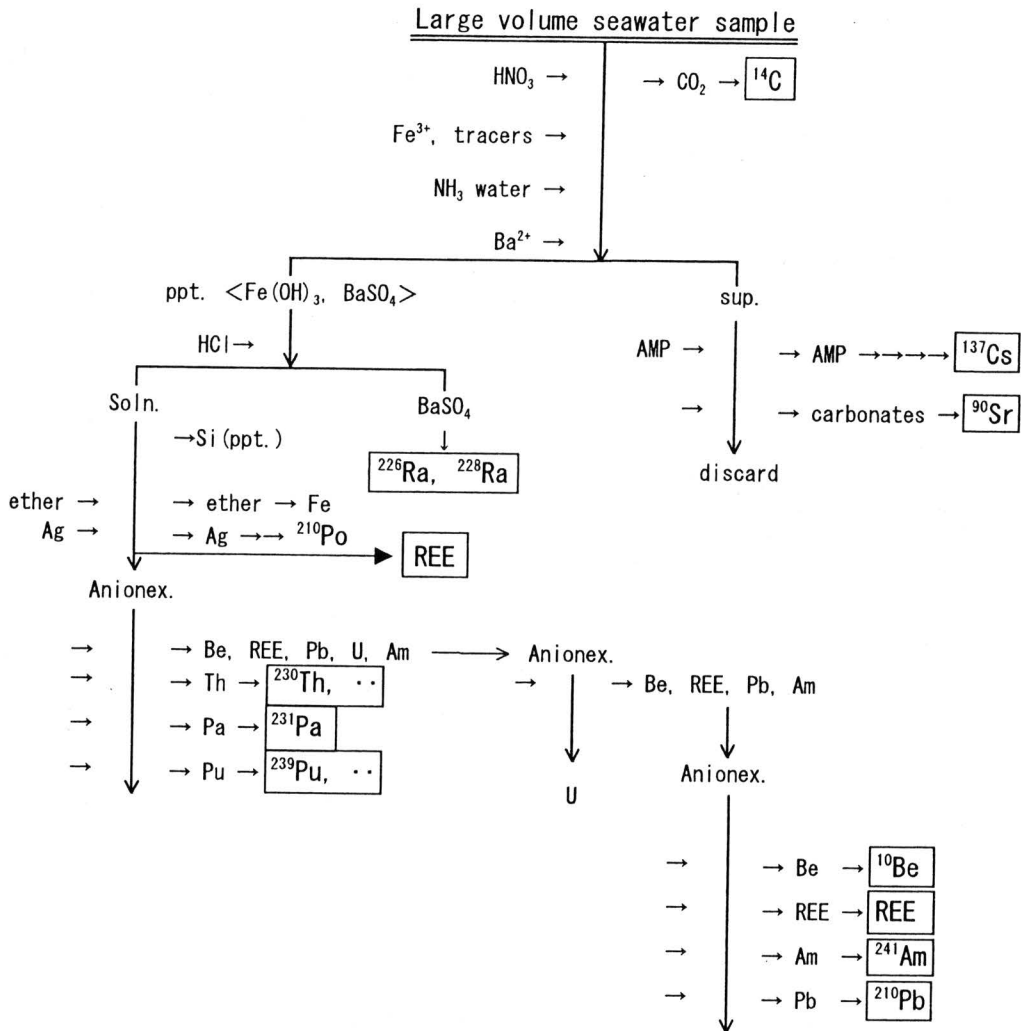 Large volume seawater sample
HNO₃ → → CO₂ → ¹⁴C
Fe³⁺, tracers →
NH₃ water →
Ba²⁺ →
ppt. <Fe(OH)₃, BaSO₄>
HCl→
Soln. BaSO₄
→Si(ppt.) ↓
²²⁶Ra, ²²⁸Ra
ether → → ether → Fe
Ag → → Ag →→ ²¹⁰Po
REE
Anionex.
sup.
AMP → → AMP →→→→ ¹³⁷Cs
→ → carbonates → ⁹⁰Sr
discard
→ → Be, REE, Pb, U, Am → Anionex.
→ → Th → ²³⁰Th, ‥
→ → Pa → ²³¹Pa
→ → Pu → ²³⁹Pu, ‥
→ → Be, REE, Pb, Am
U
Anionex.
→ → Be → ¹⁰Be
→ → REE → REE
→ → Am → ²⁴¹Am
→ → Pb → ²¹⁰Pb